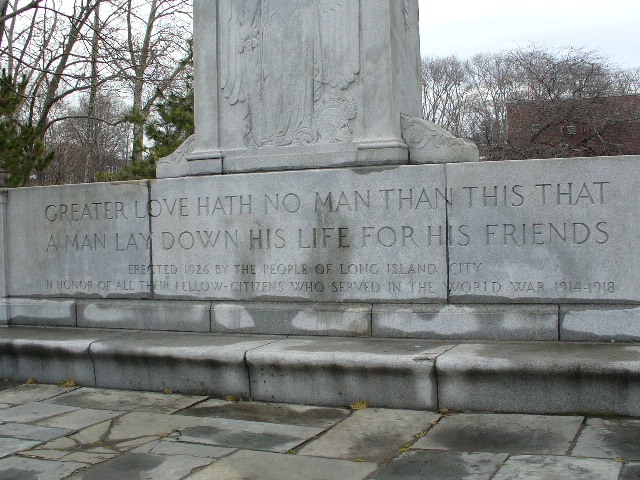 GREATER LOVE HATH NO MAN THAN THIS THAT
A MAN LAY DOWN HIS LIFE FOR HIS FRIENDS
ERECTED 1926 BY THE PEOPLE OF LONG ISLAND CITY
IN HONOR OF ALL THEIR FELLOW-CITIZENS WHO SERVED IN THE WORLD WAR 1914-1918